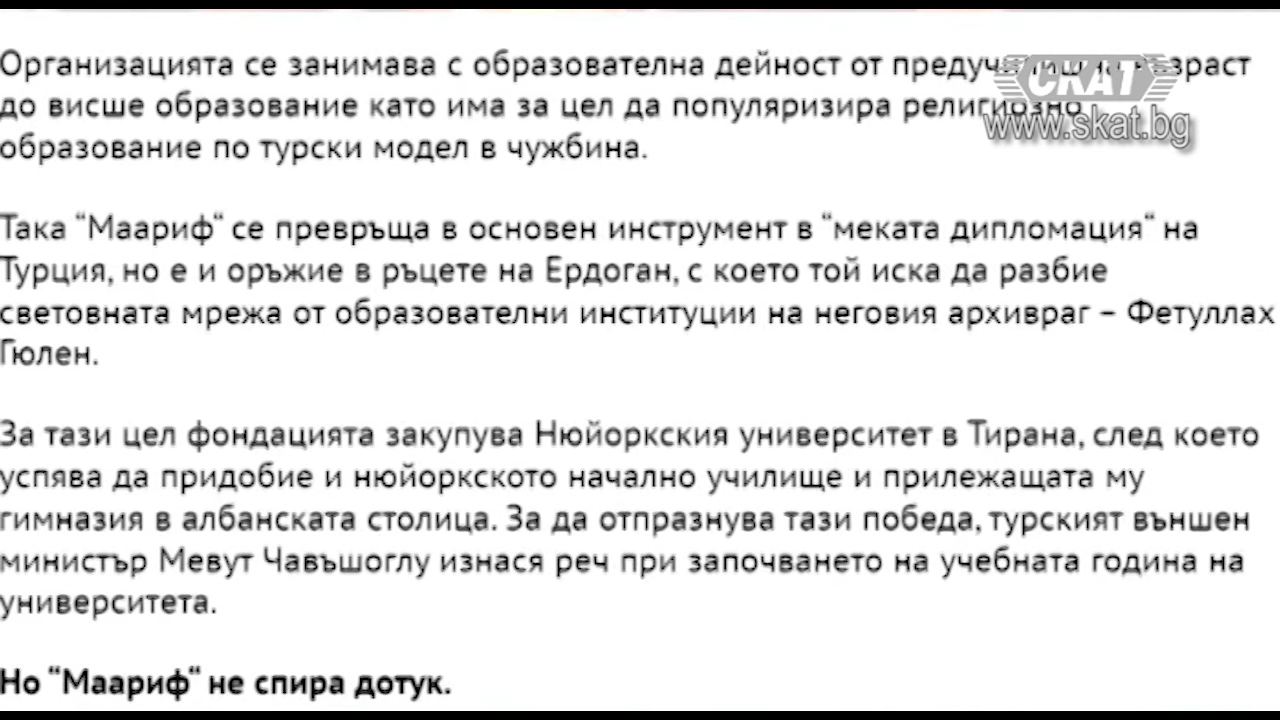 Организацията се занимава с образователна дейност от предучилищна възраст
до висше образование като има за цел да популяризира религиозно
образование по турски модел в чужбина.
Така “Маариф“ се превръща в основен инструмент в “меката дипломация“ на
Турция, но е и оръжие в ръцете на Ердоган, с което той иска да разбие
световната мрежа от образователни институции на неговия архивраг – Фетуллах
Гюлен.
За тази цел фондацията закупува Нюйоркския университет в Тирана, след което
успява да придобие и нюйоркското начално училище и прилежащата му
гимназия в албанската столица. За да отпразнува тази победа, турският външен
министър Мевут Чавъшоглу изнася реч при започването на учебната година на
университета.
Но “Маариф“ не спира дотук.
СКАТ
www.skat.bg